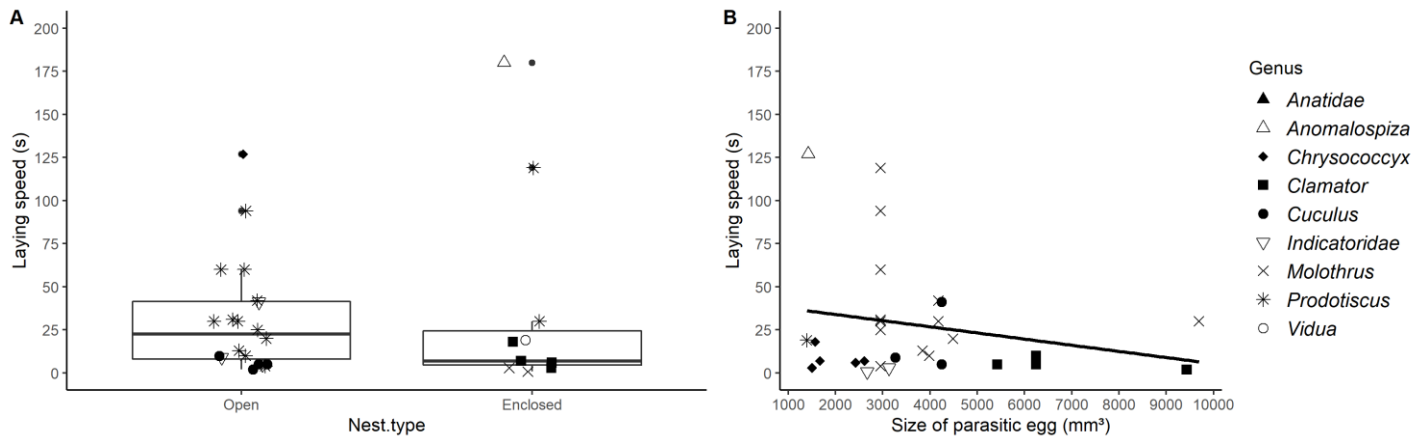 A
Laying speed (s)
200
175
150
125
100
75
50
25
0
Open
Enclosed
Nest.type
B
Laying speed (s)
200
175
150
125
100
75
50
25
0
1000 2000 3000 4000 5000 6000 7000 8000 9000 10000
Size of parasitic egg (mm³)
Genus
Anatidae
Anomalospiza
Chrysococcyx
Clamator
Cuculus
Indicatoridae
Molothrus
Prodotiscus
Vidua